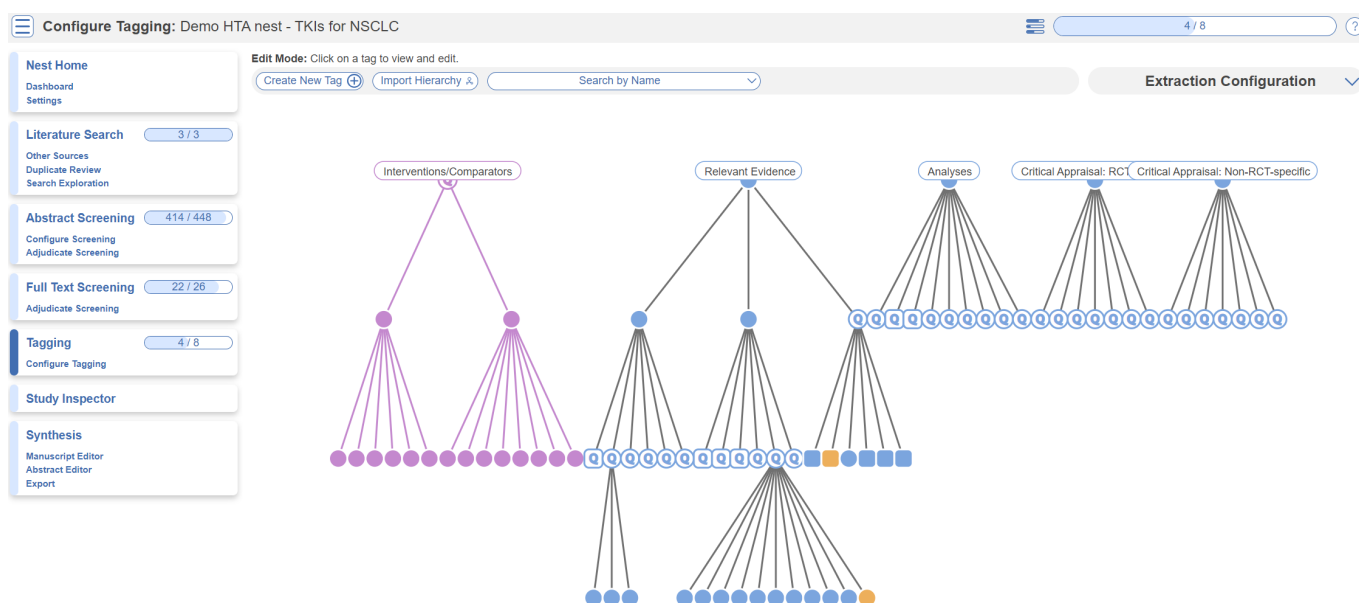 Configure Tagging: Demo HTA nest - TKIs for NSCLC
4 / 8
?
Nest Home
Dashboard
Settings
Literature Search
3 / 3
Other Sources
Duplicate Review
Search Exploration
Abstract Screening
414 / 448
Configure Screening
Adjudicate Screening
Full Text Screening
22 / 26
Adjudicate Screening
Tagging
4 / 8
Configure Tagging
Study Inspector
Synthesis
Manuscript Editor
Abstract Editor
Export
Edit Mode: Click on a tag to view and edit.
Create New Tag
Import Hierarchy
Search by Name
Extraction Configuration
Interventions/Comparators
Relevant Evidence
Analyses
Critical Appraisal: RCT
Critical Appraisal: Non-RCT-specific
Q
Q Q Q Q Q Q Q Q Q Q Q Q Q Q Q Q Q Q Q Q Q Q Q Q
Q Q Q Q Q Q Q Q Q Q Q Q